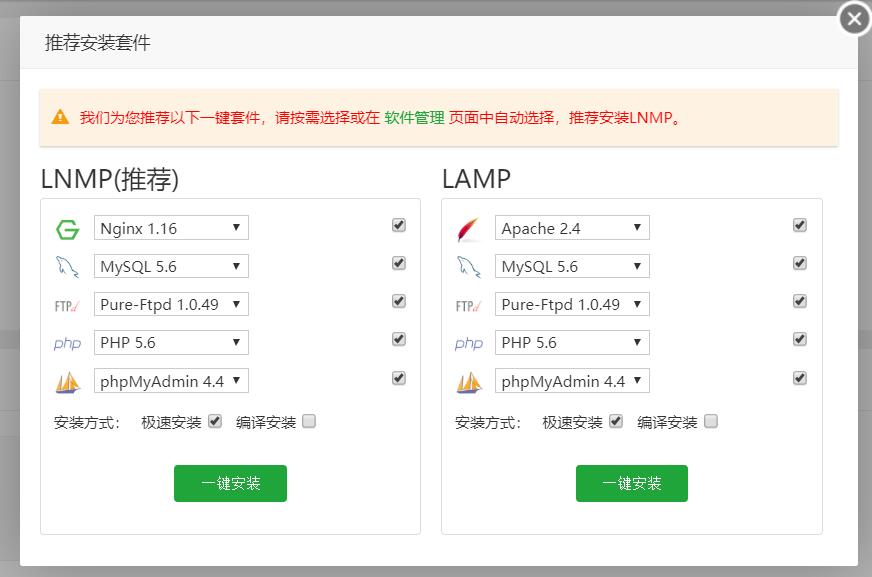 推荐安装套件
我们为您推荐以下一键套件，请按需选择或在 软件管理 页面中自动选择，推荐安装LNMP。
LNMP(推荐)
Nginx 1.16
MySQL 5.6
FTPd Pure-Ftpd 1.0.49
php PHP 5.6
phpMyAdmin 4.4
安装方式： 极速安装 编译安装
一键安装
LAMP
Apache 2.4
MySQL 5.6
FTPd Pure-Ftpd 1.0.49
php PHP 5.6
phpMyAdmin 4.4
安装方式： 极速安装 编译安装
一键安装